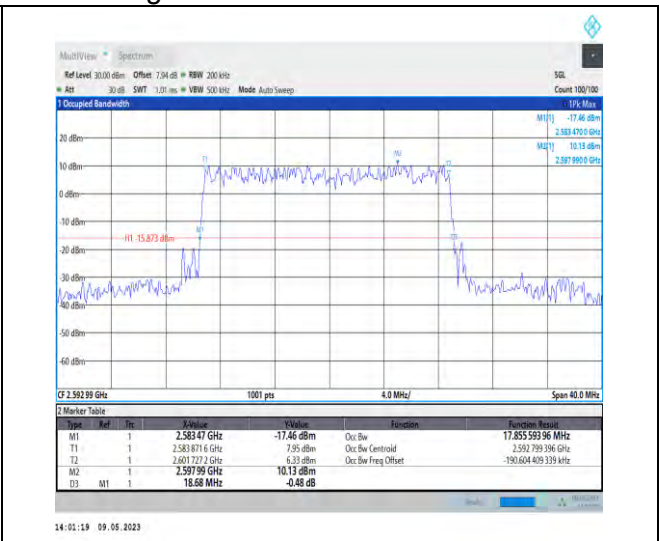 MultiView Spectrum
Ref Level 30.00 dBm Offset 7.94 dB RBW 200 kHz SGL
Att 30 dB SWT 1.01 ms VBW 500 kHz Mode Auto Sweep Count 100/100
1 Occupied Bandwidth 1Pk Max
M1[1] -17.46 dBm
2.583 470 0 GHz
20 dBm
M2[1] 10.13 dBm
2.597 990 0 GHz
T1 M2 T2
10 dBm
0 dBm
-10 dBm
M1
H1 -15.873 dBm
D3
-20 dBm
-30 dBm
-40 dBm
-50 dBm
-60 dBm
CF 2.592 99 GHz 1001 pts 4.0 MHz/ Span 40.0 MHz
2 Marker Table
Type Ref Trc X-Value Y-Value Function Function Result
M1 1 2.583 47 GHz -17.46 dBm Occ Bw 17.855 593 96 MHz
T1 1 2.583 871 6 GHz 7.95 dBm Occ Bw Centroid 2.592 799 396 GHz
T2 1 2.601 727 2 GHz 6.33 dBm Occ Bw Freq Offset -190.604 409 339 kHz
M2 1 2.597 99 GHz 10.13 dBm
D3 M1 1 18.68 MHz -0.48 dB
14:01:19 09.05.2023